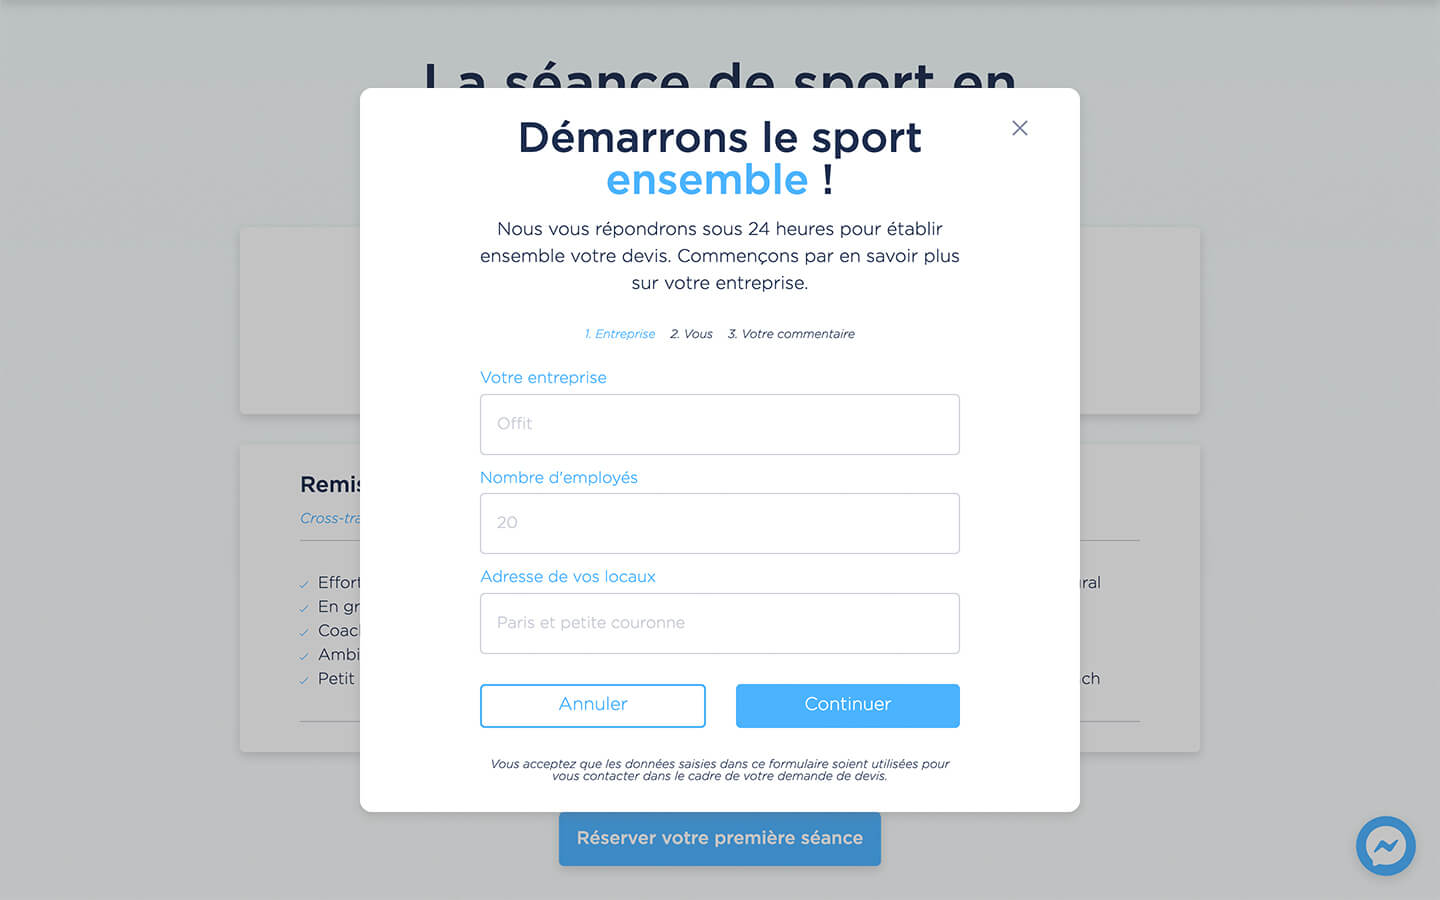 La séance de sport en
Démarrons le sport
ensemble !
Nous vous répondrons sous 24 heures pour établir
ensemble votre devis. Commençons par en savoir plus
sur votre entreprise.
1. Entreprise 2. Vous 3. Votre commentaire
Votre entreprise
Offit
Nombre d'employés
20
Adresse de vos locaux
Paris et petite couronne
Annuler Continuer
Vous acceptez que les données saisies dans ce formulaire soient utilisées pour
vous contacter dans le cadre de votre demande de devis.
Remis
Cross-tra
Effort
En gr
Coac
Ambi
Petit
ral
ch
Réserver votre première séance